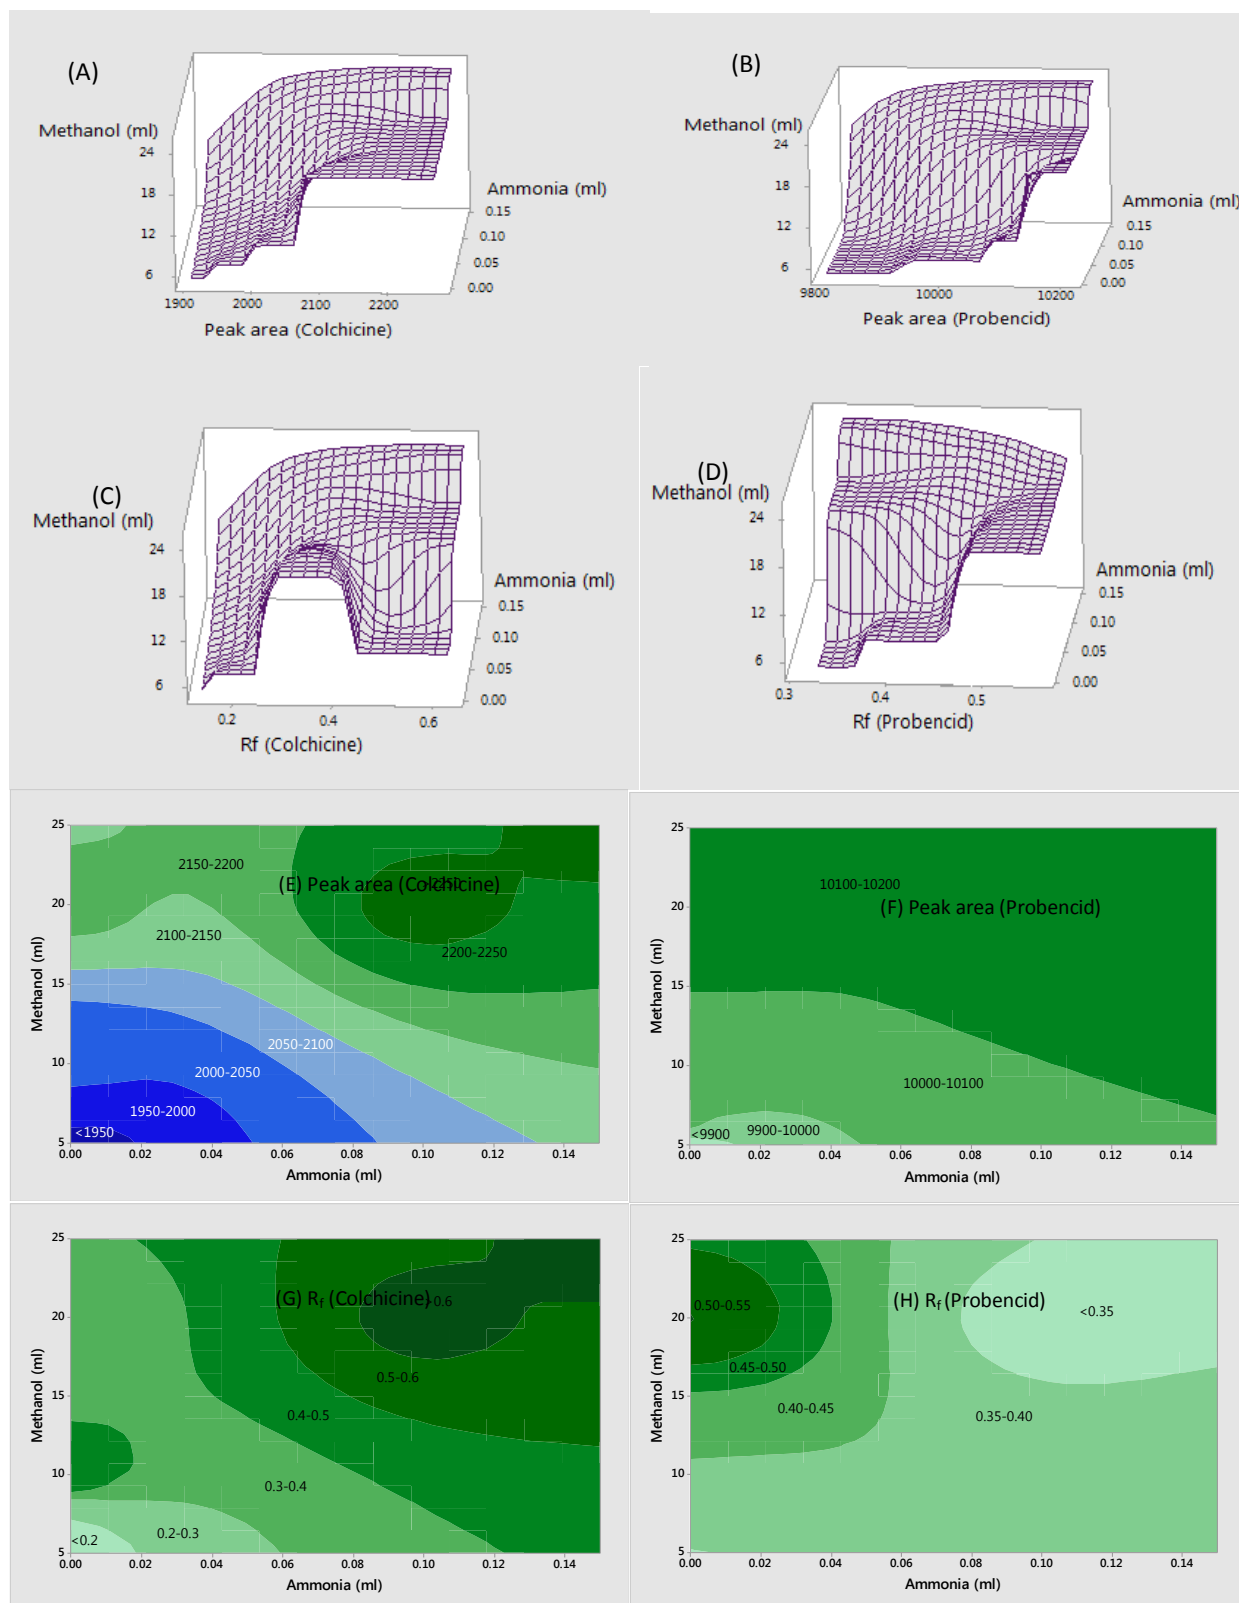 (A)
Methanol (ml)
24
18
12
6
Ammonia (ml)
0.15
0.10
0.05
0.00
1900 2000 2100 2200
Peak area (Colchicine)
(B)
Methanol (ml)
24
18
12
6
Ammonia (ml)
0.15
0.10
0.05
0.00
9800 10000 10200
Peak area (Probencid)
(C)
Methanol (ml)
24
18
12
6
Ammonia (ml)
0.15
0.10
0.05
0.00
0.2 0.4 0.6
Rf (Colchicine)
(D)
Methanol (ml)
24
18
12
6
Ammonia (ml)
0.15
0.10
0.05
0.00
0.3 0.4 0.5
Rf (Probencid)
25
20
15
10
5
Methanol (ml)
2150-2200
(E) Peak area (Colchicine)
>2250
2100-2150
2200-2250
2050-2100
2000-2050
1950-2000
<1950
0.00 0.02 0.04 0.06 0.08 0.10 0.12 0.14
Ammonia (ml)
25
20
15
10
5
Methanol (ml)
10100-10200
(F) Peak area (Probencid)
10000-10100
9900-10000
<9900
0.00 0.02 0.04 0.06 0.08 0.10 0.12 0.14
Ammonia (ml)
25
20
15
10
5
Methanol (ml)
(G) Rf (Colchicine)
>0.6
0.5-0.6
0.4-0.5
0.3-0.4
0.2-0.3
<0.2
0.00 0.02 0.04 0.06 0.08 0.10 0.12 0.14
Ammonia (ml)
25
20
15
10
5
Methanol (ml)
0.50-0.55
(H) Rf (Probencid)
<0.35
0.45-0.50
0.40-0.45
0.35-0.40
0.00 0.02 0.04 0.06 0.08 0.10 0.12 0.14
Ammonia (ml)